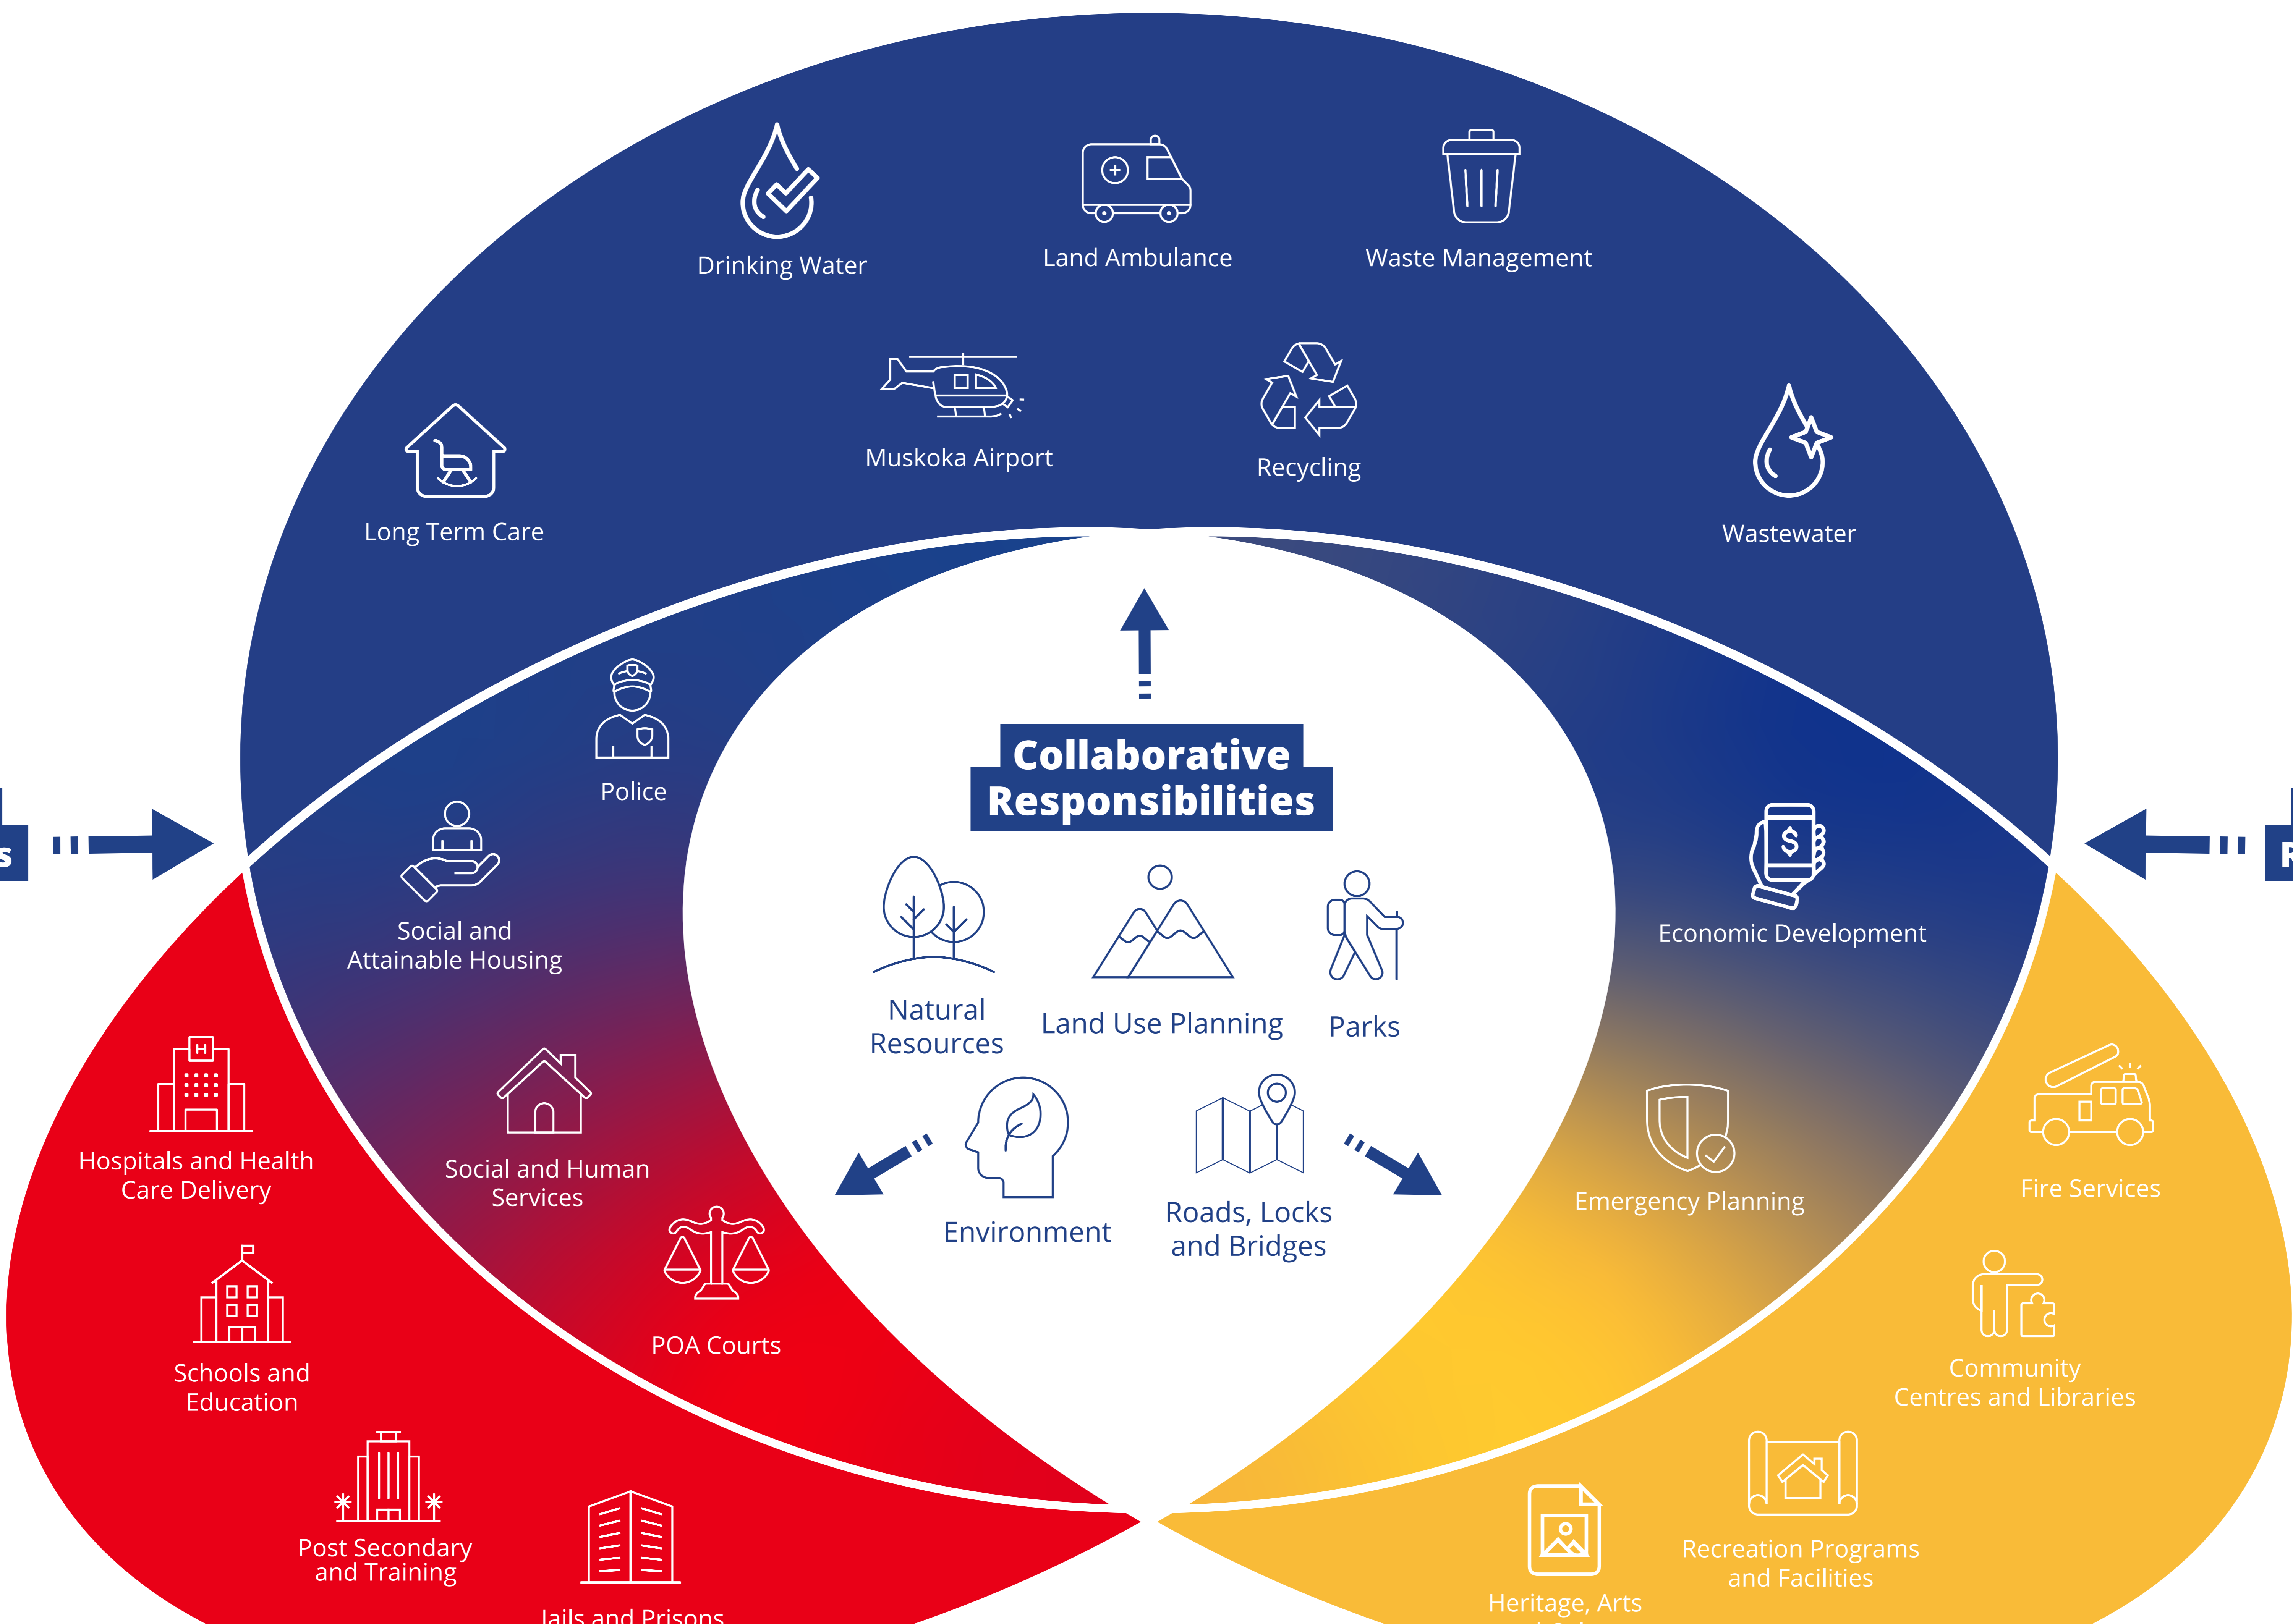 Drinking Water
Land Ambulance
Waste Management
Muskoka Airport
Recycling
Long Term Care
Wastewater
Police
Social and
Attainable Housing
Social and Human
Services
POA Courts
Collaborative
Responsibilities
Natural
Resources
Land Use Planning
Parks
Environment
Roads, Locks
and Bridges
Economic Development
Emergency Planning
s
R
H
Hospitals and Health
Care Delivery
Schools and
Education
Post Secondary
and Training
Jails and Prisons
$
Fire Services
Community
Centres and Libraries
Recreation Programs
and Facilities
Heritage, Arts